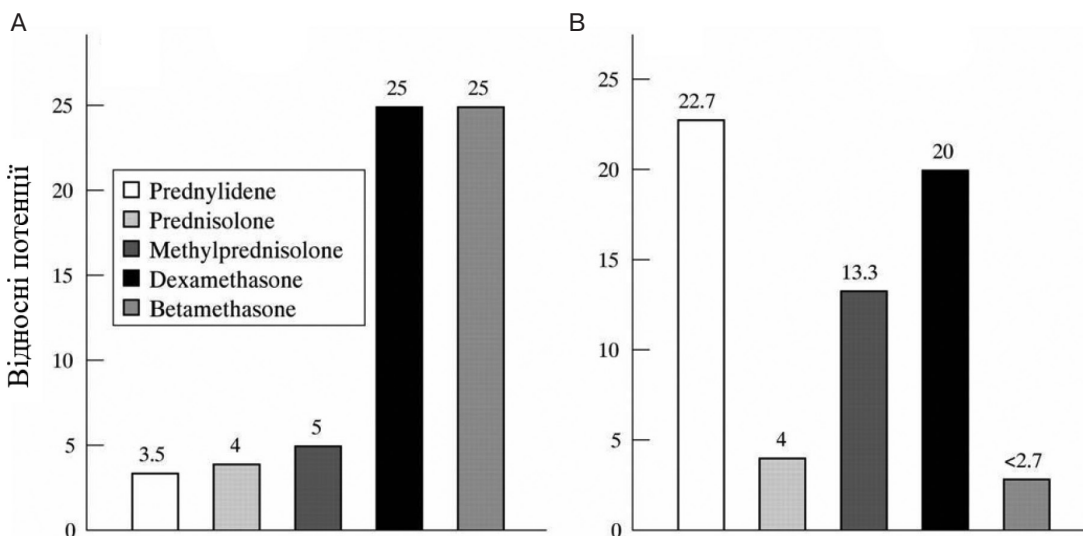 A
Відносні потенції
25
20
15
10
5
0
3.5
4
5
25
25
Prednylidene
Prednisolone
Methylprednisolone
Dexamethasone
Betamethasone
B
25
20
15
10
5
0
22.7
4
13.3
20
<2.7